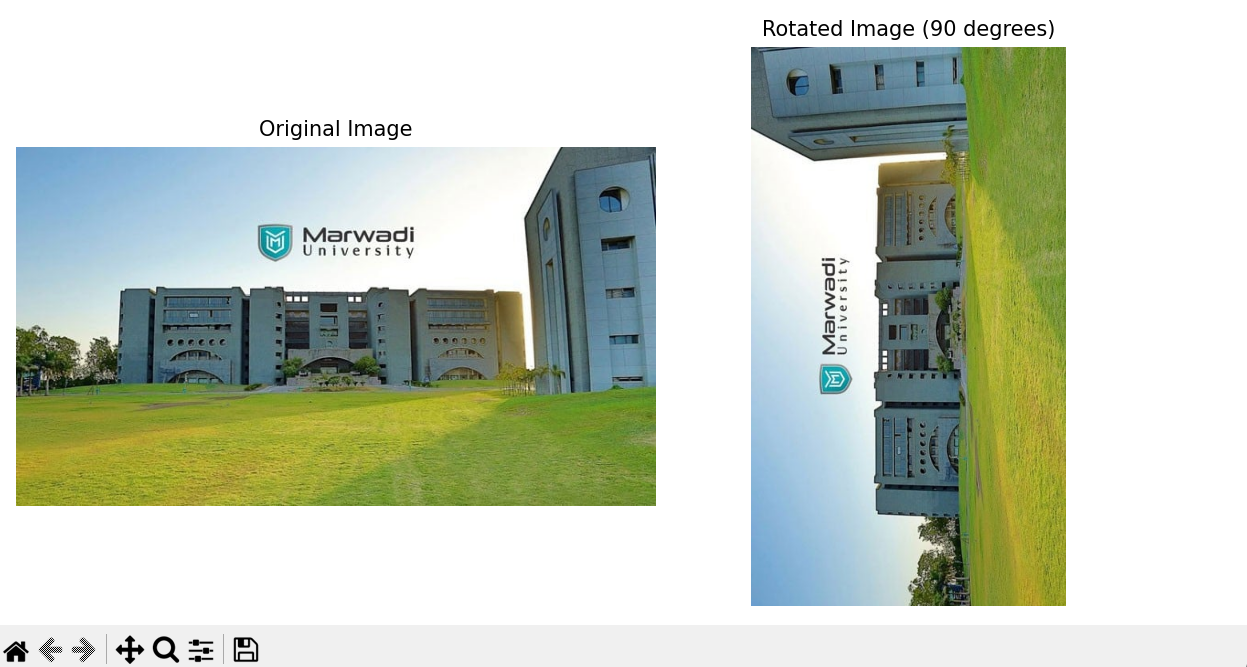 Original Image
Marwadi
University
Rotated Image (90 degrees)
Marwadi
University